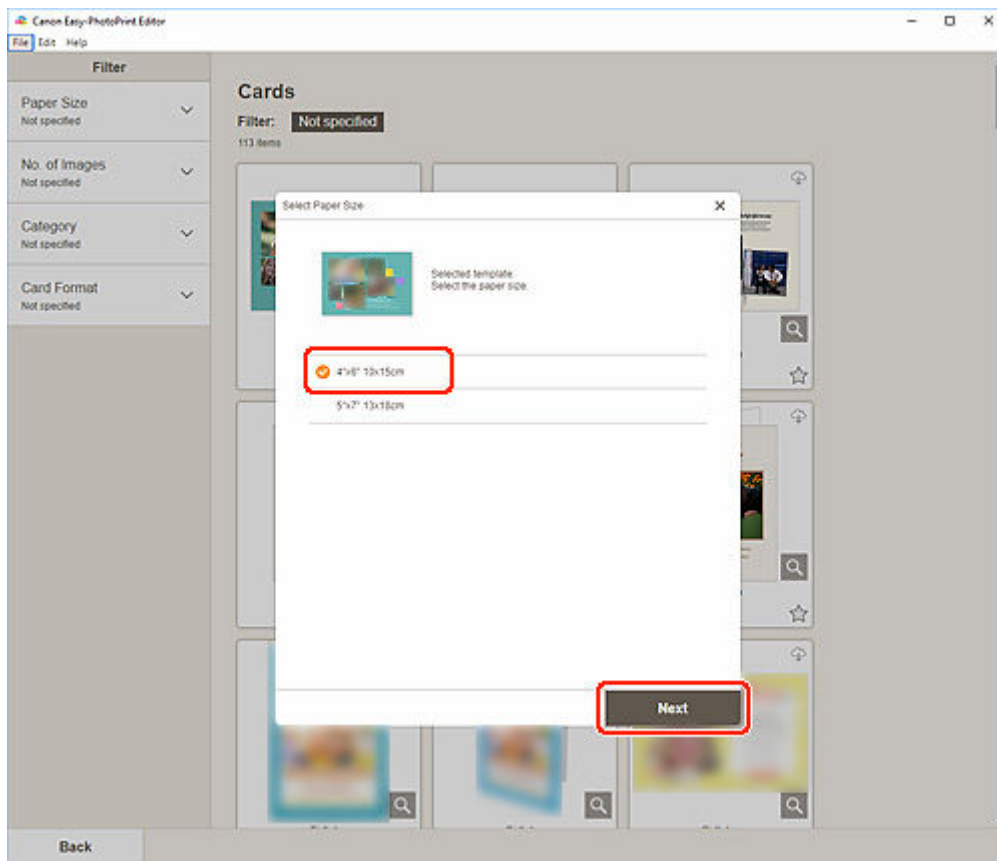 Canon Easy-PhotoPrint Editor
File Edit Help
Filter
Paper Size
Not specified
No. of Images
Not specified
Category
Not specified
Card Format
Not specified
Cards
Filter: Not specified
113 items
Select Paper Size
Selected template.
Select the paper size.
4"x6" 10x15cm
5"x7" 13x18cm
Next
Back